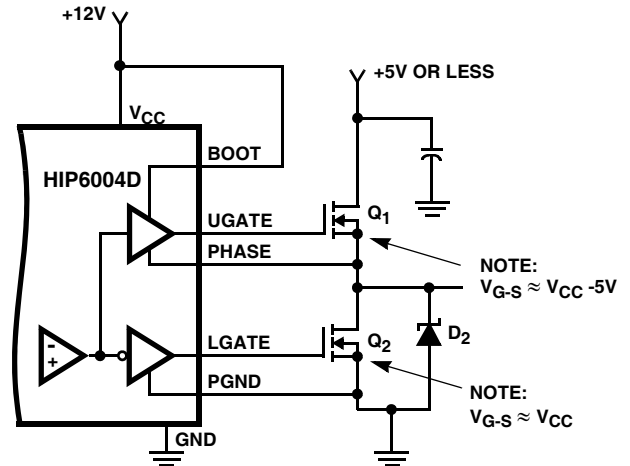 +12V
+5V OR LESS
VCC
BOOT
HIP6004D
UGATE
Q1
PHASE
NOTE:
VG-S ≈ VCC -5V
- +
LGATE
Q2
D2
PGND
NOTE:
VG-S ≈ VCC
GND